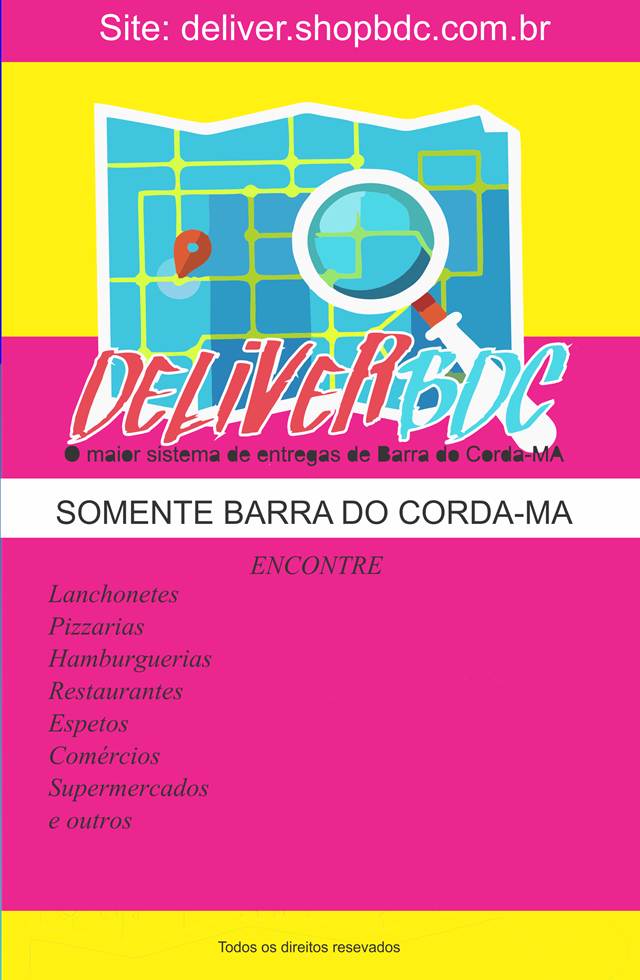 Site: deliver.shopbdc.com.br
DELIVERBDC
O maior sistema de entregas de Barra do Corda-MA
SOMENTE BARRA DO CORDA-MA
ENCONTRE
Lanchonetes
Pizzarias
Hamburguerias
Restaurantes
Espetos
Comércios
Supermercados
e outros
Todos os direitos resevados